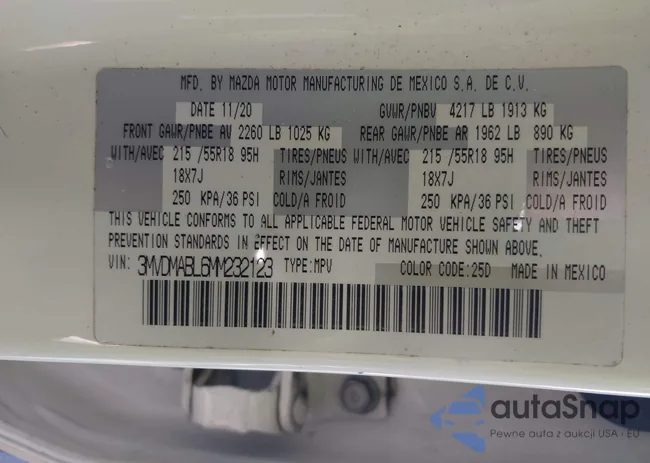 MFD. BY MAZDA MOTOR MANUFACTURING DE MEXICO S.A. DE C.V.
DATE 11/20 GVWR/PNBV 4217 LB 1913 KG
FRONT GAWR/PNBE AV 2260 LB 1025 KG REAR GAWR/PNBE AR 1962 LB 890 KG
WITH/AVEC 215 /55R18 95H TIRES/PNEUS WITH/AVEC 215 /55R18 95H TIRES/PNEUS
18X7J RIMS/JANTES 18X7J RIMS/JANTES
250 KPA/36 PSI COLD/A FROID 250 KPA/36 PSI COLD/A FROID
THIS VEHICLE CONFORMS TO ALL APPLICABLE FEDERAL MOTOR VEHICLE SAFETY AND THEFT
PREVENTION STANDARDS IN EFFECT ON THE DATE OF MANUFACTURE SHOWN ABOVE.
VIN: 3MVDMABL6MM232123 TYPE:MPV COLOR CODE:25D MADE IN MEXICO
autaSnap
Pewne auta z aukcji USA · EU